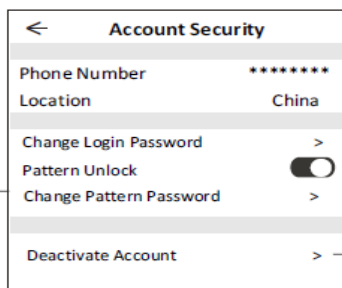 ← Account Security
Phone Number ********
Location China
Change Login Password >
Pattern Unlock
Change Pattern Password >
Deactivate Account >